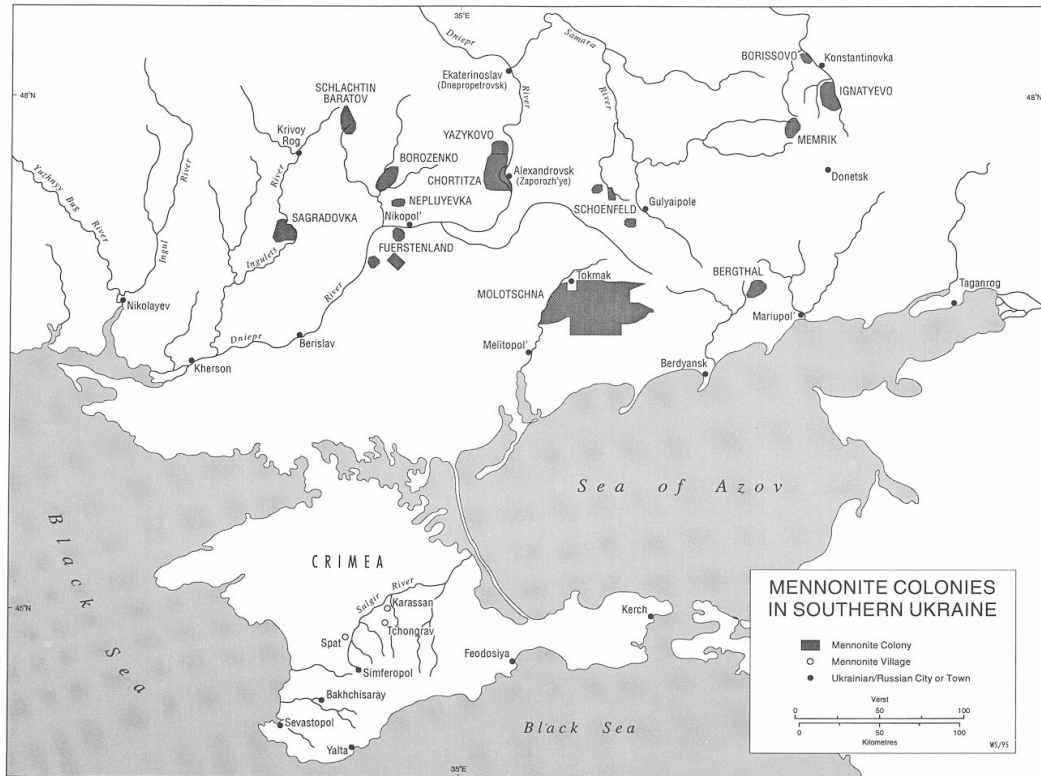 35°E
Dniepr
Samara
River
River
River
BORISSOVO
Konstantinovka
Ekaterinoslav
(Dnepropetrovsk)
48°N
48°N
IGNATYEVO
SCHLACHTIN
BARATOV
MEMRIK
Krivoy
Rog
YAZYKOVO
BOROZENKO
Alexandrovsk
(Zaporozh'ye)
CHORTITZA
Donetsk
Yuzhnyy Bug
River
River
Ingul
River
NEPLUYEVKA
SCHOENFELD
Gulyaipole
Nikopol'
SAGRADOVKA
Ingulets
FUERSTENLAND
BERGTHAL
Tokmak
MOLOTSCHNA
Taganrog
Nikolayev
River
Mariupol'
Dniepr
Berislav
Melitopol'
Kherson
Berdyansk
Sea of Azov
Black
Sea
CRIMEA
Salgir River
Karassan
Tchongrav
Spat
Kerch
Feodosiya
Simferopol
Bakhchisaray
Sevastopol
Yalta
Black Sea
45°N
45°N
35°E
MENNONITE COLONIES
IN SOUTHERN UKRAINE
Mennonite Colony
Mennonite Village
Ukrainian/Russian City or Town
Verst
0 50 100
0 50 100
Kilometres
WS/95